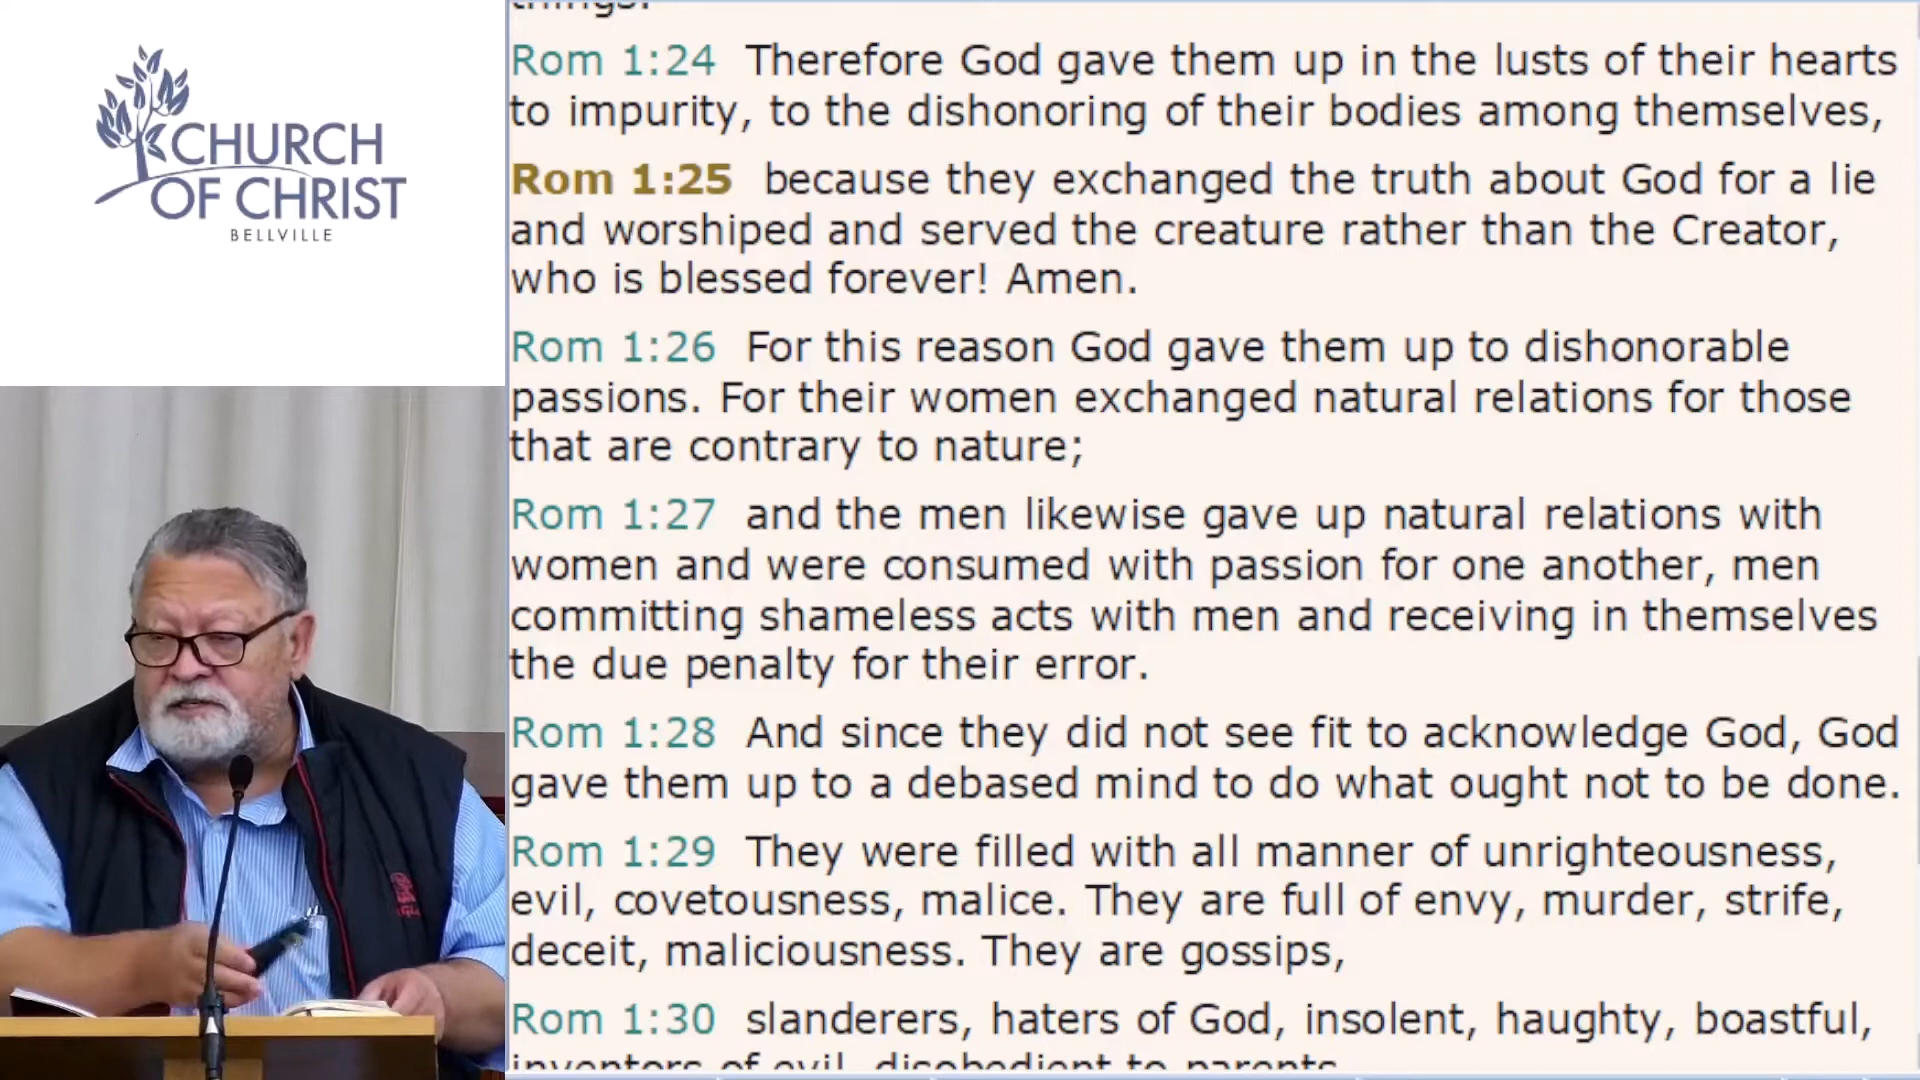 CHURCH
OF CHRIST
BELLVILLE
things.
Rom 1:24 Therefore God gave them up in the lusts of their hearts
to impurity, to the dishonoring of their bodies among themselves,
Rom 1:25 because they exchanged the truth about God for a lie
and worshiped and served the creature rather than the Creator,
who is blessed forever! Amen.
Rom 1:26 For this reason God gave them up to dishonorable
passions. For their women exchanged natural relations for those
that are contrary to nature;
Rom 1:27 and the men likewise gave up natural relations with
women and were consumed with passion for one another, men
committing shameless acts with men and receiving in themselves
the due penalty for their error.
Rom 1:28 And since they did not see fit to acknowledge God, God
gave them up to a debased mind to do what ought not to be done.
Rom 1:29 They were filled with all manner of unrighteousness,
evil, covetousness, malice. They are full of envy, murder, strife,
deceit, maliciousness. They are gossips,
Rom 1:30 slanderers, haters of God, insolent, haughty, boastful,
inventors of evil, disobedient to parents,